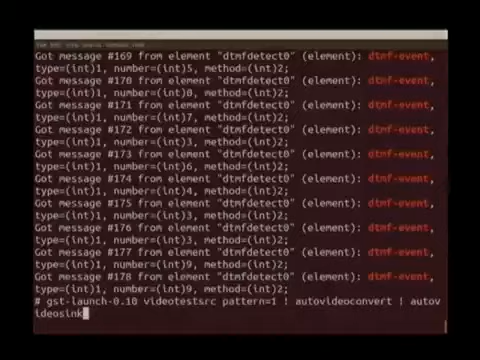 Got message #169 from element "dtmfdetect0" (element): dtmf-event,
type=(int)1, number=(int)5, method=(int)2;
Got message #170 from element "dtmfdetect0" (element): dtmf-event,
type=(int)1, number=(int)0, method=(int)2;
Got message #171 from element "dtmfdetect0" (element): dtmf-event,
type=(int)1, number=(int)7, method=(int)2;
Got message #172 from element "dtmfdetect0" (element): dtmf-event,
type=(int)1, number=(int)3, method=(int)2;
Got message #173 from element "dtmfdetect0" (element): dtmf-event,
type=(int)1, number=(int)6, method=(int)2;
Got message #174 from element "dtmfdetect0" (element): dtmf-event,
type=(int)1, number=(int)4, method=(int)2;
Got message #175 from element "dtmfdetect0" (element): dtmf-event,
type=(int)1, number=(int)3, method=(int)2;
Got message #176 from element "dtmfdetect0" (element): dtmf-event,
type=(int)1, number=(int)3, method=(int)2;
Got message #177 from element "dtmfdetect0" (element): dtmf-event,
type=(int)1, number=(int)9, method=(int)2;
Got message #178 from element "dtmfdetect0" (element): dtmf-event,
type=(int)1, number=(int)9, method=(int)2;
# gst-launch-0.10 videotestsrc pattern=1 ! autovideoconvert ! autov
ideosink